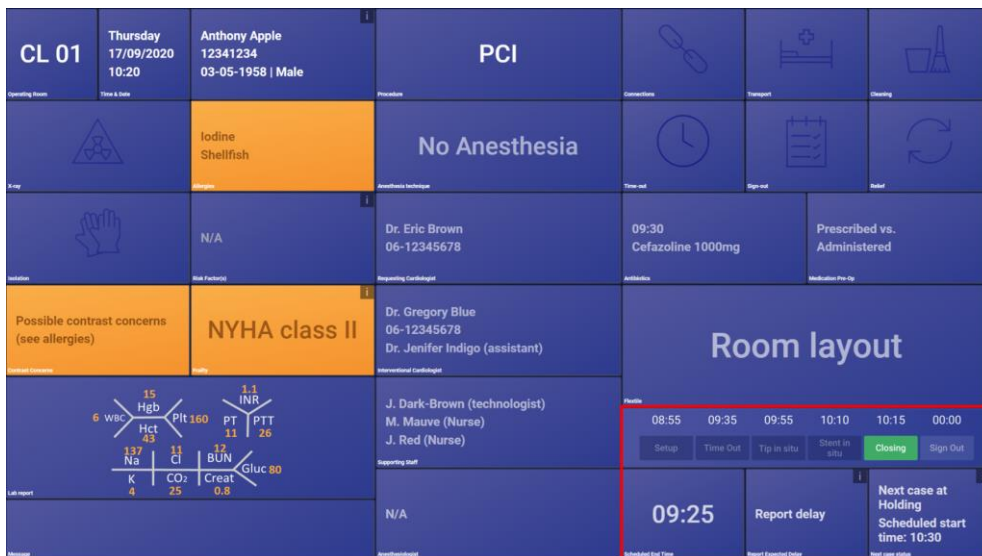 CL 01
Operating Room
Thursday
17/09/2020
10:20
Time & Date
i
Anthony Apple
12341234
03-05-1958 | Male
PCI
Procedure
Connections
Transport
Cleaning
X-ray
Iodine
Shellfish
Allergies
No Anesthesia
Anesthesia technique
Time-out
Sign-out
Relief
Isolation
i
N/A
Risk Factor(s)
Dr. Eric Brown
06-12345678
Requesting Cardiologist
09:30
Cefazoline 1000mg
Antibiotics
Prescribed vs.
Administered
Medication Pre-Op
Possible contrast concerns
(see allergies)
Contrast Concerns
i
NYHA class II
Frailty
Dr. Gregory Blue
06-12345678
Dr. Jenifer Indigo (assistant)
Interventional Cardiologist
Room layout
Flexible
15
Hgb
6 WBC
Plt 160
Hct
43
1.1
INR
PT PTT
11 26
137 11 12
Na Cl BUN
Gluc 80
K CO₂ Creat
4 25 0.8
Lab report
J. Dark-Brown (technologist)
M. Mauve (Nurse)
J. Red (Nurse)
Supporting Staff
08:55 09:35 09:55 10:10 10:15 00:00
Setup Time Out Tip in situ Stent in situ Closing Sign Out
Message
N/A
Anesthesiologist
09:25
Scheduled End Time
i
Report delay
Report Expected Delay
Next case at
Holding
Scheduled start
time: 10:30
Next case status